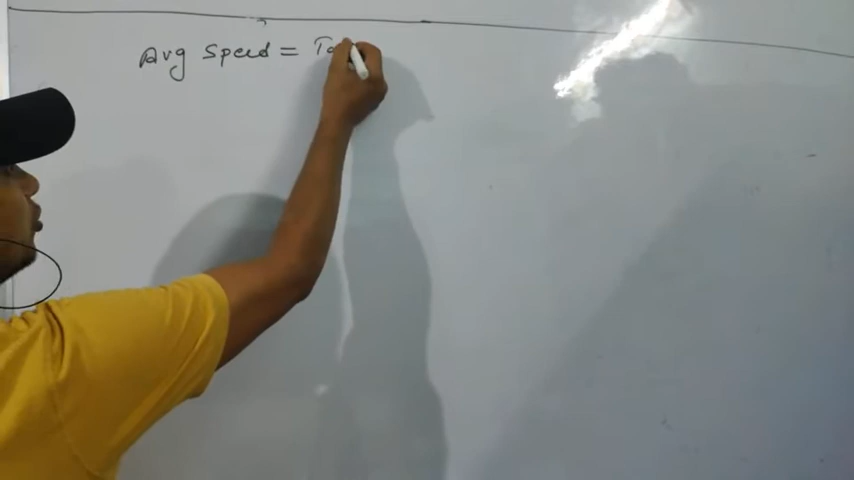 Avg Speed = To